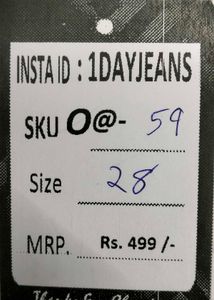 INSTA ID : 1DAYJEANS
SKU O@- 59
Size 28
MRP. Rs. 499 /-